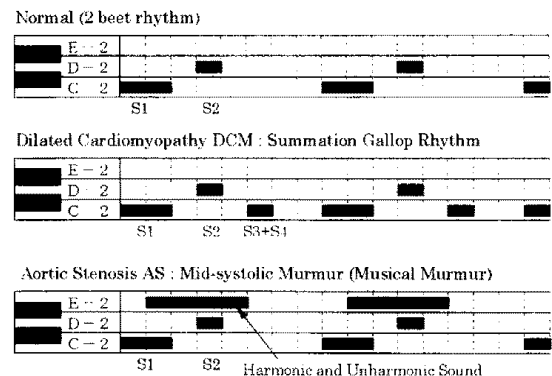 Normal (2 beet rhythm)
E-2
D-2
C 2
S1 S2
Dilated Cardiomyopathy DCM : Summation Gallop Rhythm
E-2
D-2
C 2
S1 S2 S3+S4
Aortic Stenosis AS : Mid-systolic Murmur (Musical Murmur)
E-2
D-2
C-2
S1 S2 Harmonic and Unharmonic Sound